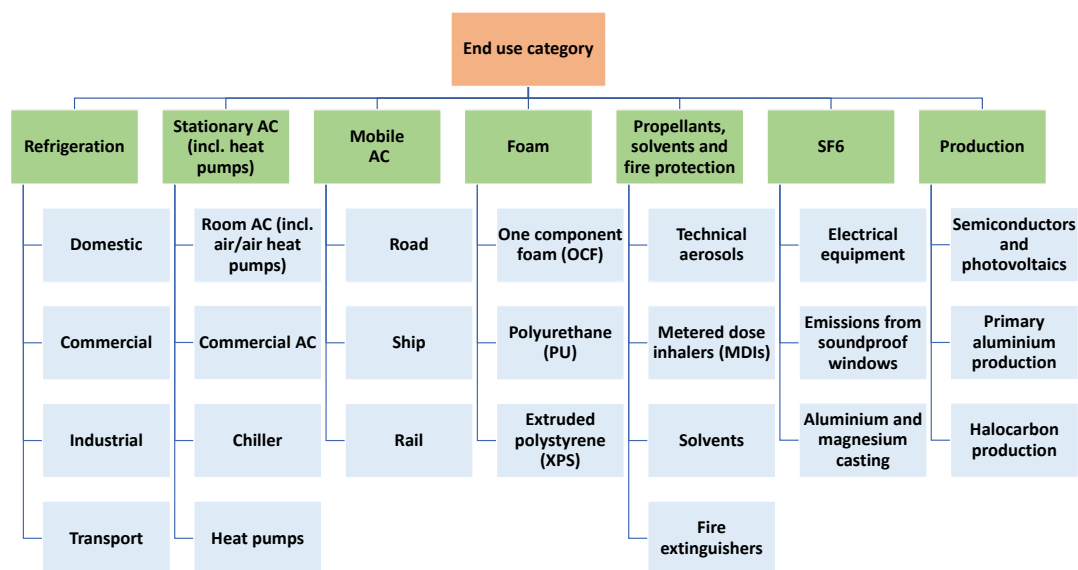 End use category
Refrigeration
Stationary AC
(incl. heat
pumps)
Mobile
AC
Foam
Propellants,
solvents and
fire protection
SF6
Production
Domestic
Room AC (incl.
air/air heat
pumps)
Road
One component
foam (OCF)
Technical
aerosols
Electrical
equipment
Semiconductors
and
photovoltaics
Commercial
Commercial AC
Ship
Polyurethane
(PU)
Metered dose
inhalers (MDIs)
Emissions from
soundproof
windows
Primary
aluminium
production
Industrial
Chiller
Rail
Extruded
polystyrene
(XPS)
Solvents
Aluminium and
magnesium
casting
Halocarbon
production
Transport
Heat pumps
Fire
extinguishers